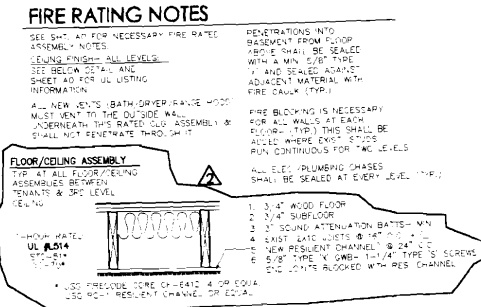 FIRE RATING NOTES
SEE SHT. A0 FOR NECESSARY FIRE RATED
ASSEMBLY NOTES.
CEILING FINISH- ALL LEVELS:
SEE BELOW DETAIL AND
SHEET A0 FOR UL LISTING
INFORMATION
ALL NEW VENTS (BATH/DRYER/RANGE HOOD)
MUST VENT TO THE OUTSIDE WALL
UNDERNEATH THIS RATED CLG ASSEMBLY &
SHALL NOT PENETRATE THROUGH IT
PENETRATIONS INTO
BASEMENT FROM FLOOR
ABOVE SHALL BE SEALED
WITH A MIN. 5/8" TYPE
"X" AND SEALED AGAINST
ADJACENT MATERIAL WITH
FIRE CAULK (TYP.)
FIRE BLOCKING IS NECESSARY
FOR ALL WALLS AT EACH
FLOOR- (TYP.) THIS SHALL BE
ADDED WHERE EXIST. STUDS
RUN CONTINUOUS FOR TWO LEVELS
ALL ELEC./PLUMBING CHASES
SHALL BE SEALED AT EVERY LEVEL (TYP.)
FLOOR/CEILING ASSEMBLY
TYP AT ALL FLOOR/CEILING
ASSEMBLIES BETWEEN
TENANTS & 3RD LEVEL
CEILING
2
1-HOUR RATED:
UL #L514
1. 3/4" WOOD FLOOR
2. 3/4" SUBFLOOR
3. 3" SOUND ATTENUATION BATTS- MIN
4. EXIST. 2X10 JOISTS @ 16"
5. NEW RESILIENT CHANNEL @ 24"
6. 5/8" TYPE "X" GWB- 1-1/4" TYPE 'S' SCREWS
END JOINTS BLOCKED WITH RES CHANNEL
* USG FIRECODE CORE OR EQUAL
USG RC-1 RESILIENT CHANNEL OR EQUAL